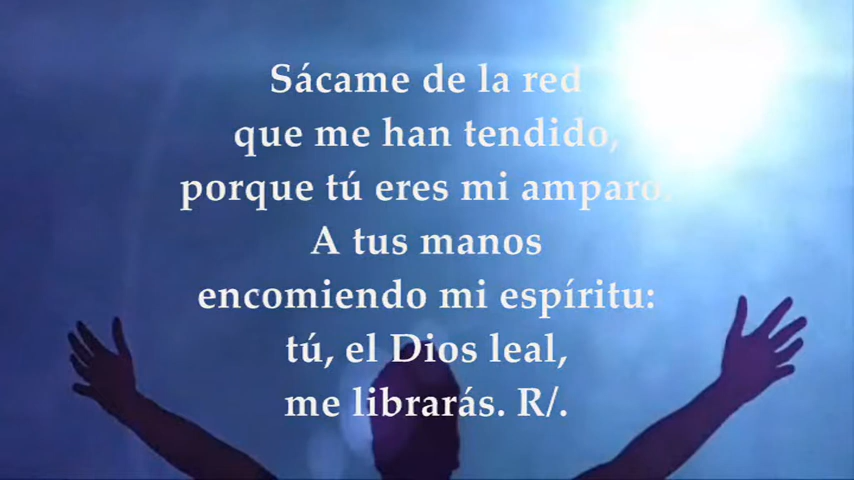 Sácame de la red
que me han tendido,
porque tú eres mi amparo.
A tus manos
encomiendo mi espíritu:
tú, el Dios leal,
me librarás. R/.